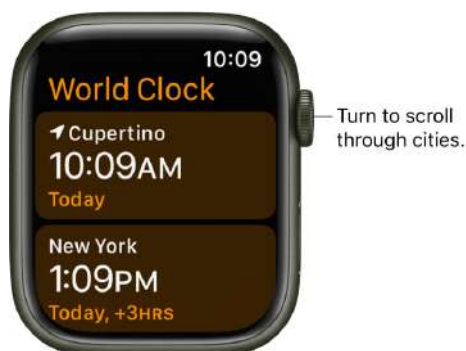 10:09
World Clock
Cupertino
10:09AM
Today
New York
1:09PM
Today, +3HRS
Turn to scroll
through cities.